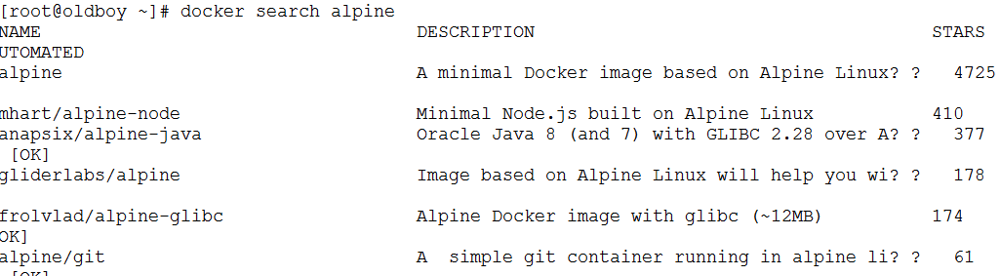 [root@oldboy ~]# docker search alpine
NAME DESCRIPTION STARS
UTOMATED
alpine A minimal Docker image based on Alpine Linux? ? 4725
mhart/alpine-node Minimal Node.js built on Alpine Linux 410
anapsix/alpine-java Oracle Java 8 (and 7) with GLIBC 2.28 over A? ? 377
[OK]
gliderlabs/alpine Image based on Alpine Linux will help you wi? ? 178
frolvlad/alpine-glibc Alpine Docker image with glibc (~12MB) 174
OK]
alpine/git A  simple git container running in alpine li? ? 61
[OK]